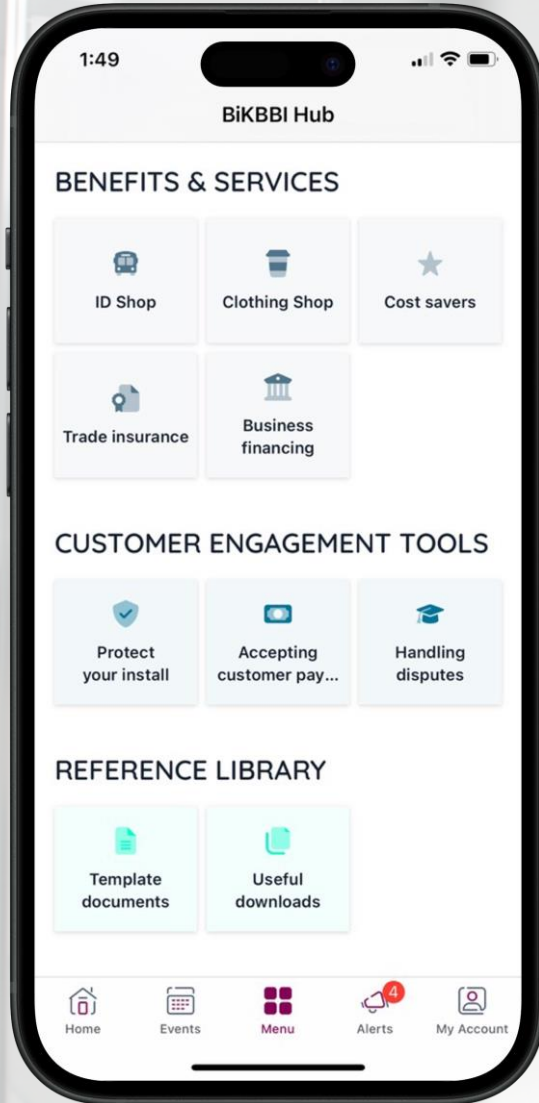 1:49
BiKBBI Hub
BENEFITS & SERVICES
ID Shop
Clothing Shop
Cost savers
Trade insurance
Business
financing
CUSTOMER ENGAGEMENT TOOLS
Protect
your install
Accepting
customer pay...
Handling
disputes
REFERENCE LIBRARY
Template
documents
Useful
downloads
4
Home
Events
Menu
Alerts
My Account